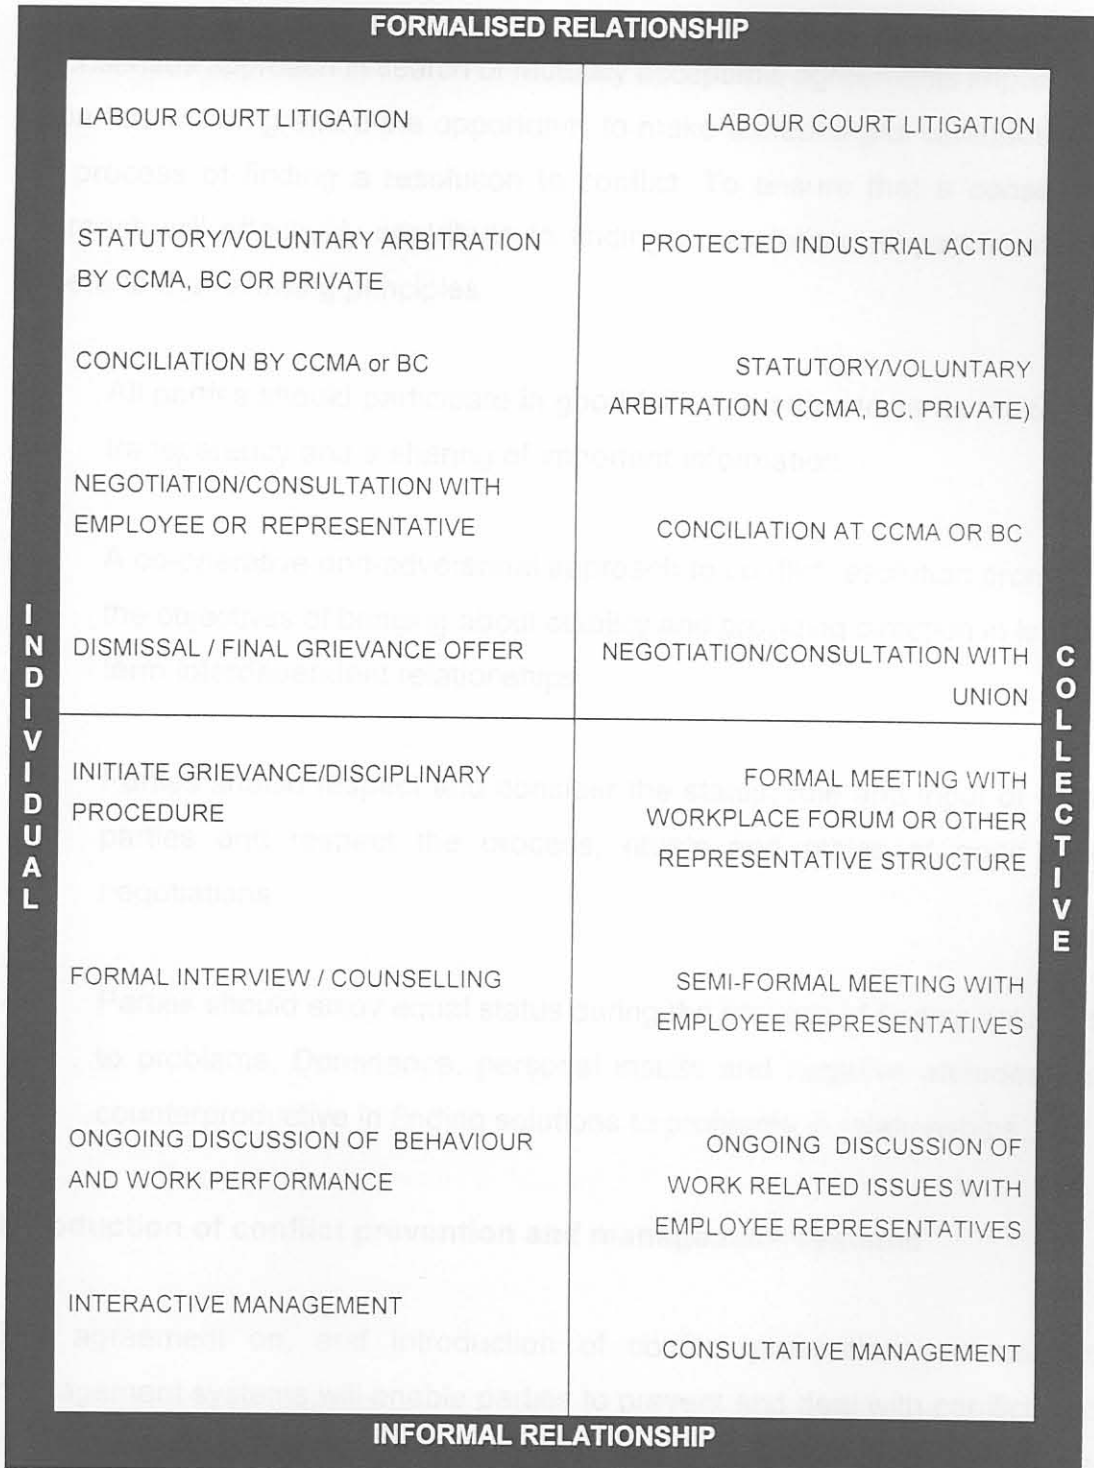 FORMALISED RELATIONSHIP
LABOUR COURT LITIGATION
STATUTORY/VOLUNTARY ARBITRATION
BY CCMA, BC OR PRIVATE
CONCILIATION BY CCMA or BC
NEGOTIATION/CONSULTATION WITH
EMPLOYEE OR REPRESENTATIVE
DISMISSAL / FINAL GRIEVANCE OFFER
LABOUR COURT LITIGATION
PROTECTED INDUSTRIAL ACTION
STATUTORY/VOLUNTARY
ARBITRATION ( CCMA, BC, PRIVATE)
CONCILIATION AT CCMA OR BC
NEGOTIATION/CONSULTATION WITH
UNION
INDIVIDUAL
COLLECTIVE
INITIATE GRIEVANCE/DISCIPLINARY
PROCEDURE
FORMAL INTERVIEW / COUNSELLING
ONGOING DISCUSSION OF BEHAVIOUR
AND WORK PERFORMANCE
INTERACTIVE MANAGEMENT
FORMAL MEETING WITH
WORKPLACE FORUM OR OTHER
REPRESENTATIVE STRUCTURE
SEMI-FORMAL MEETING WITH
EMPLOYEE REPRESENTATIVES
ONGOING DISCUSSION OF
WORK RELATED ISSUES WITH
EMPLOYEE REPRESENTATIVES
CONSULTATIVE MANAGEMENT
INFORMAL RELATIONSHIP